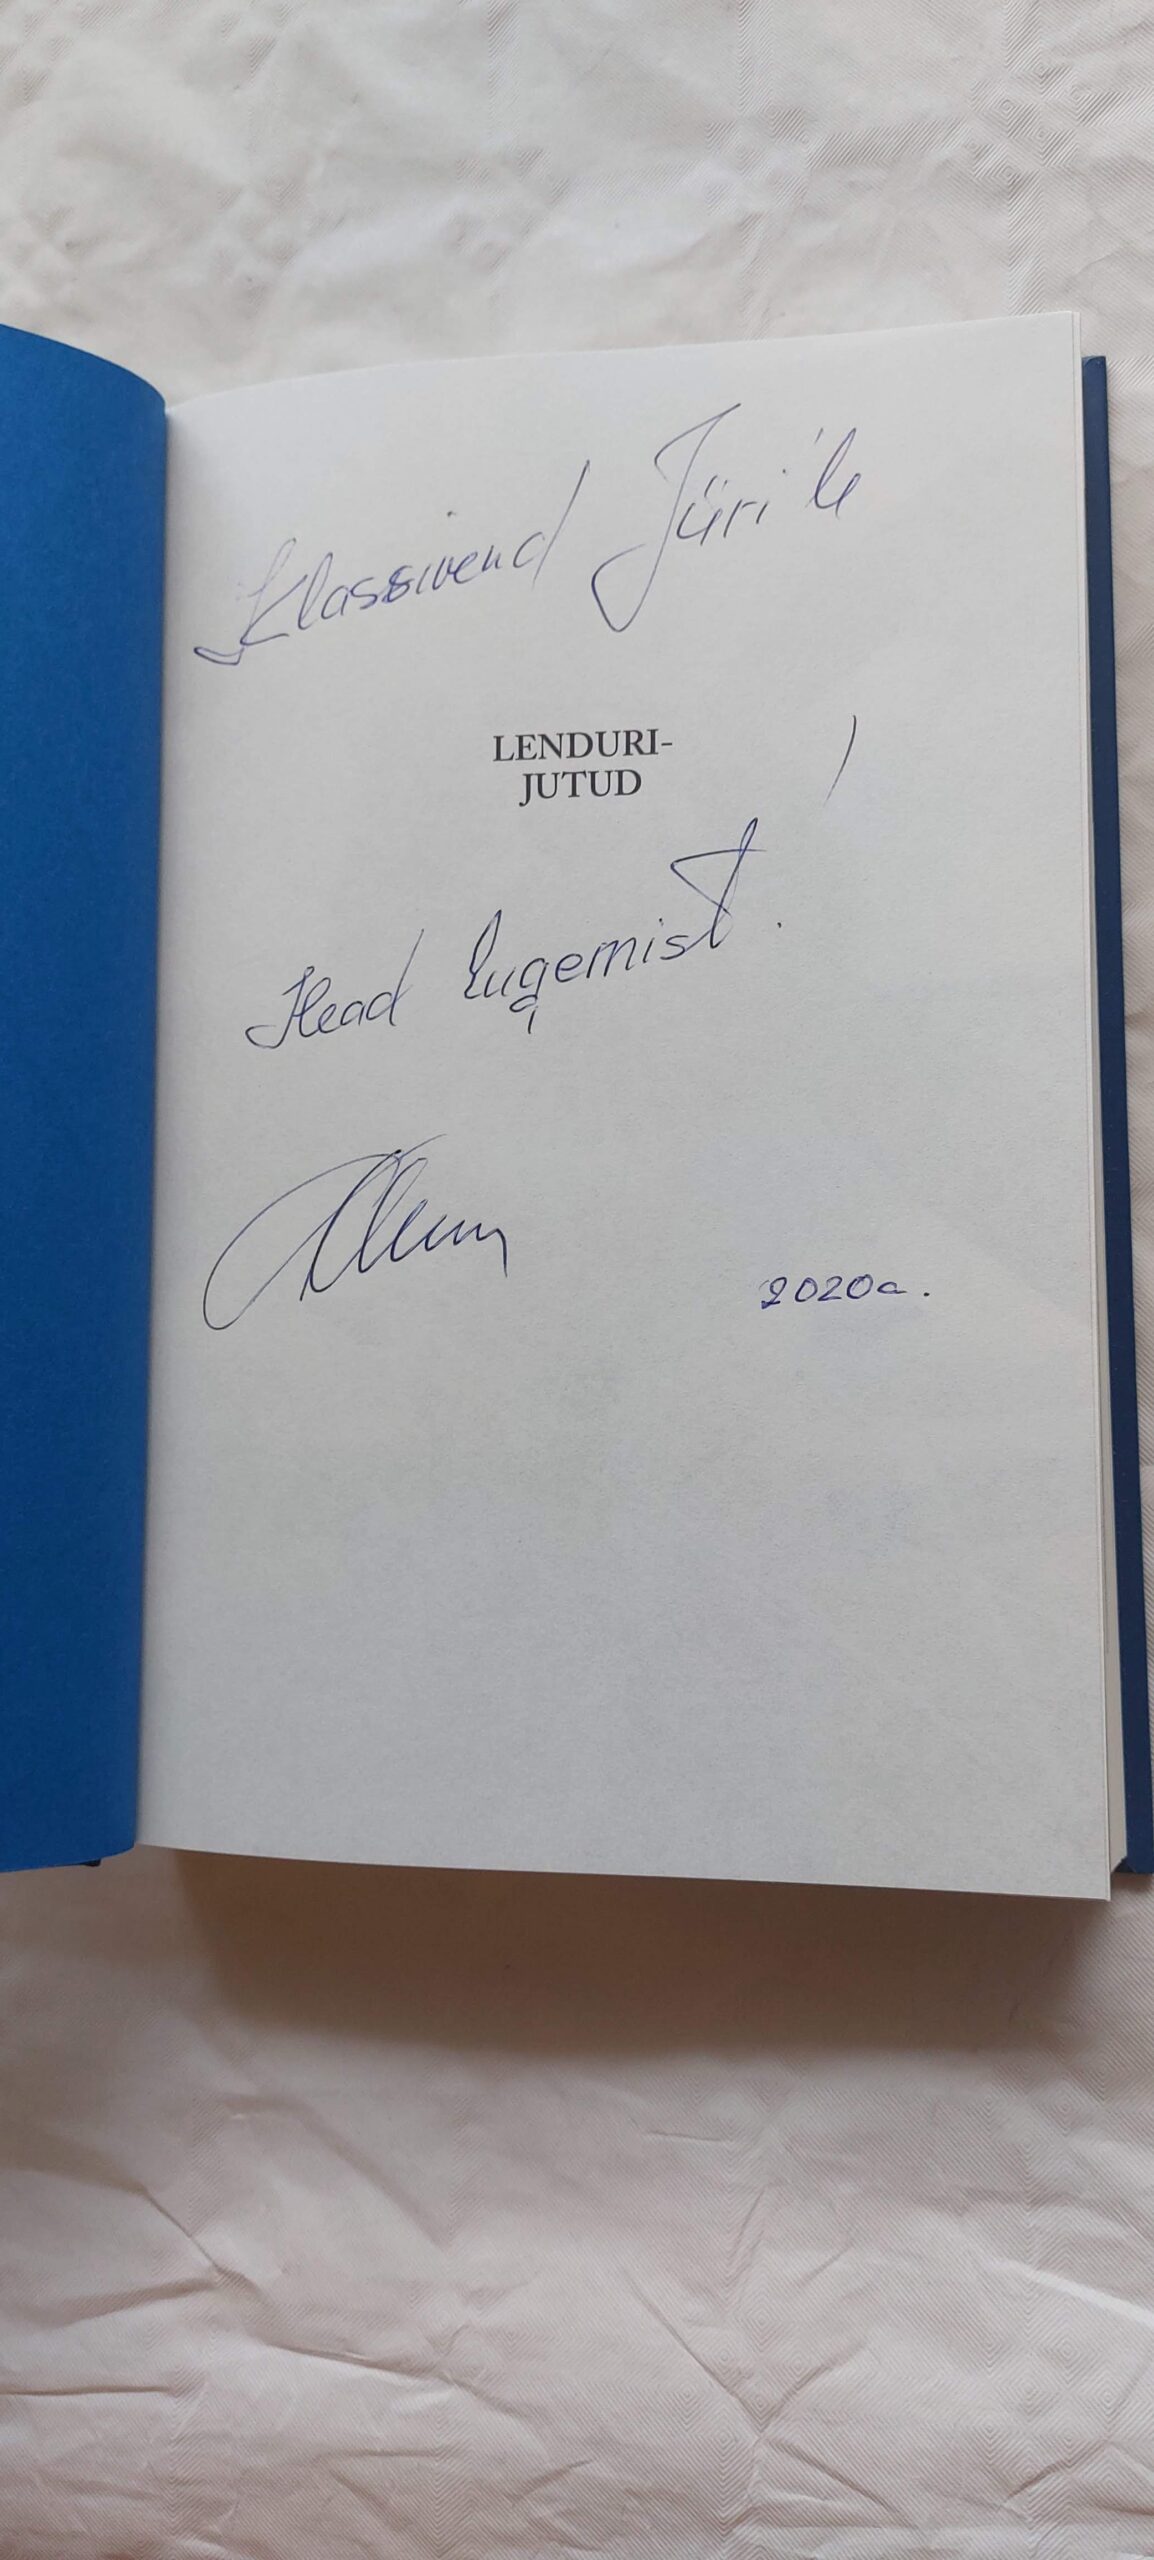 Klassivend Jüri'le
LENDURI-
JUTUD
Head lugemist!
2020a.